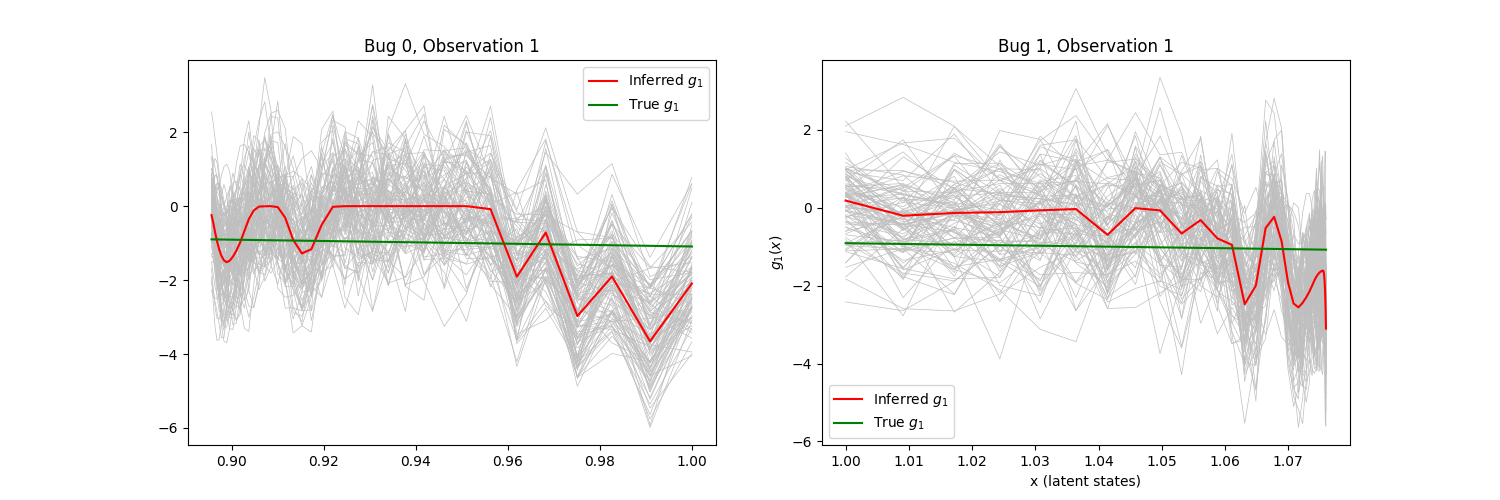 Bug 0, Observation 1
Inferred g₁
True g₁
2
0
−2
−4
−6
0.90 0.92 0.94 0.96 0.98 1.00
Bug 1, Observation 1
g₁(x)
2
0
−2
−4
−6
Inferred g₁
True g₁
1.00 1.01 1.02 1.03 1.04 1.05 1.06 1.07
x (latent states)